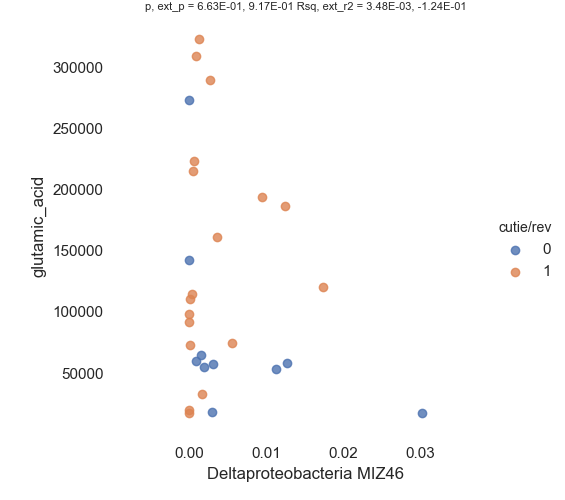 p, ext_p = 6.63E-01, 9.17E-01 Rsq, ext_r2 = 3.48E-03, -1.24E-01
300000
250000
200000
150000
100000
50000
glutamic_acid
0.00 0.01 0.02 0.03
Deltaproteobacteria MIZ46
cutie/rev
0
1